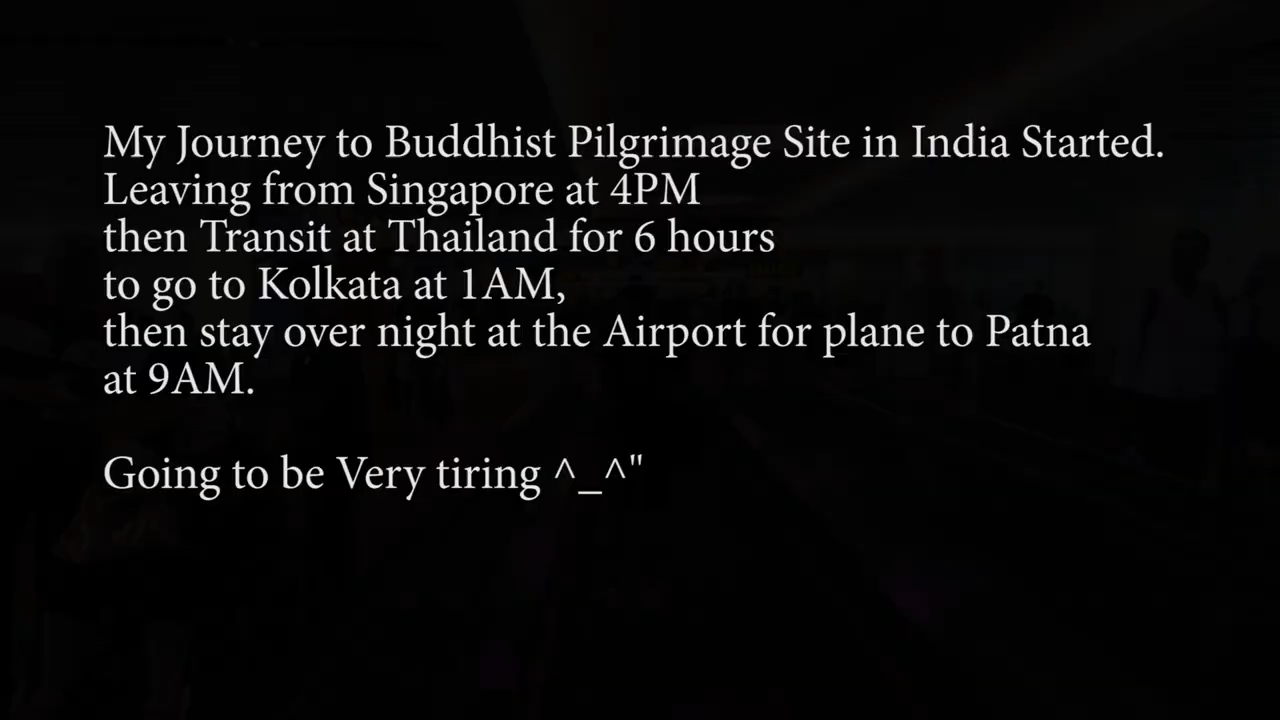 My Journey to Buddhist Pilgrimage Site in India Started.
Leaving from Singapore at 4PM
then Transit at Thailand for 6 hours
to go to Kolkata at 1AM,
then stay over night at the Airport for plane to Patna
at 9AM.
Going to be Very tiring ^_^"